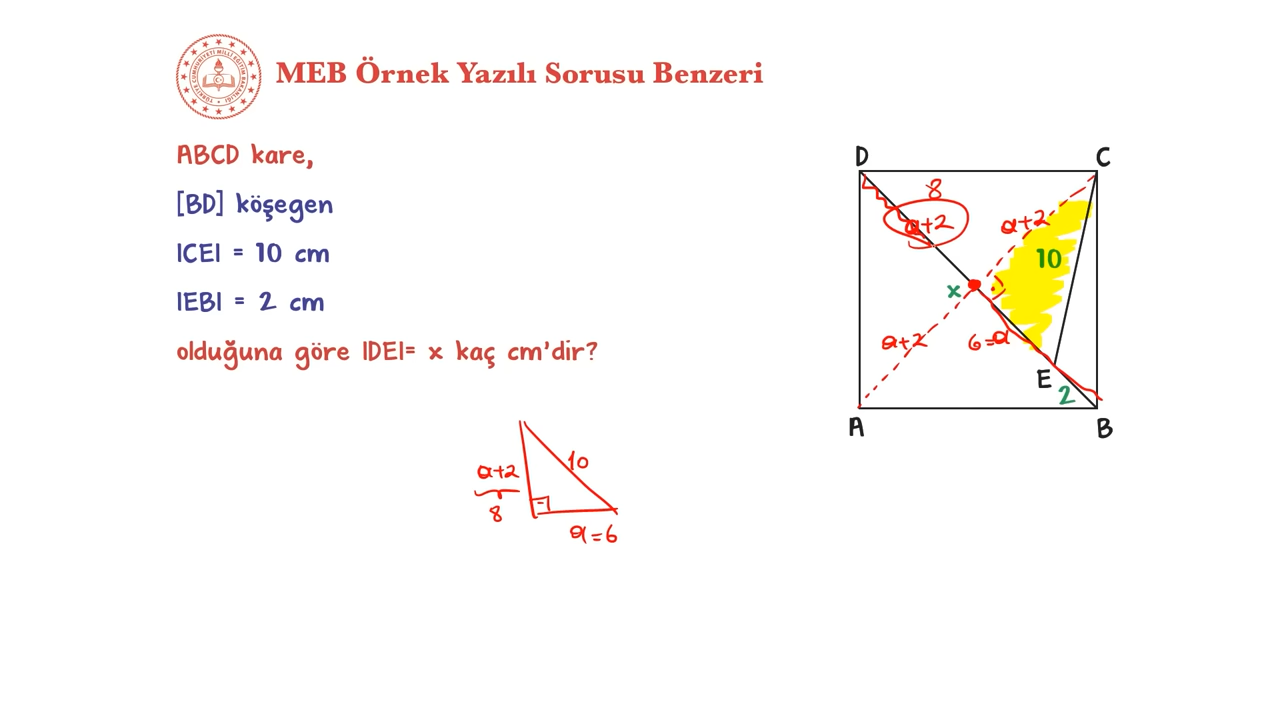 MEB Örnek Yazılı Sorusu Benzeri
ABCD kare,
[BD] köşegen
|CE| = 10 cm
|EB| = 2 cm
olduğuna göre |DE|= x kaç cm'dir?
D
C
8
a+2
a+2
10
x
a+2
6=a
E
2
A
B
a+2
10
8
a=6